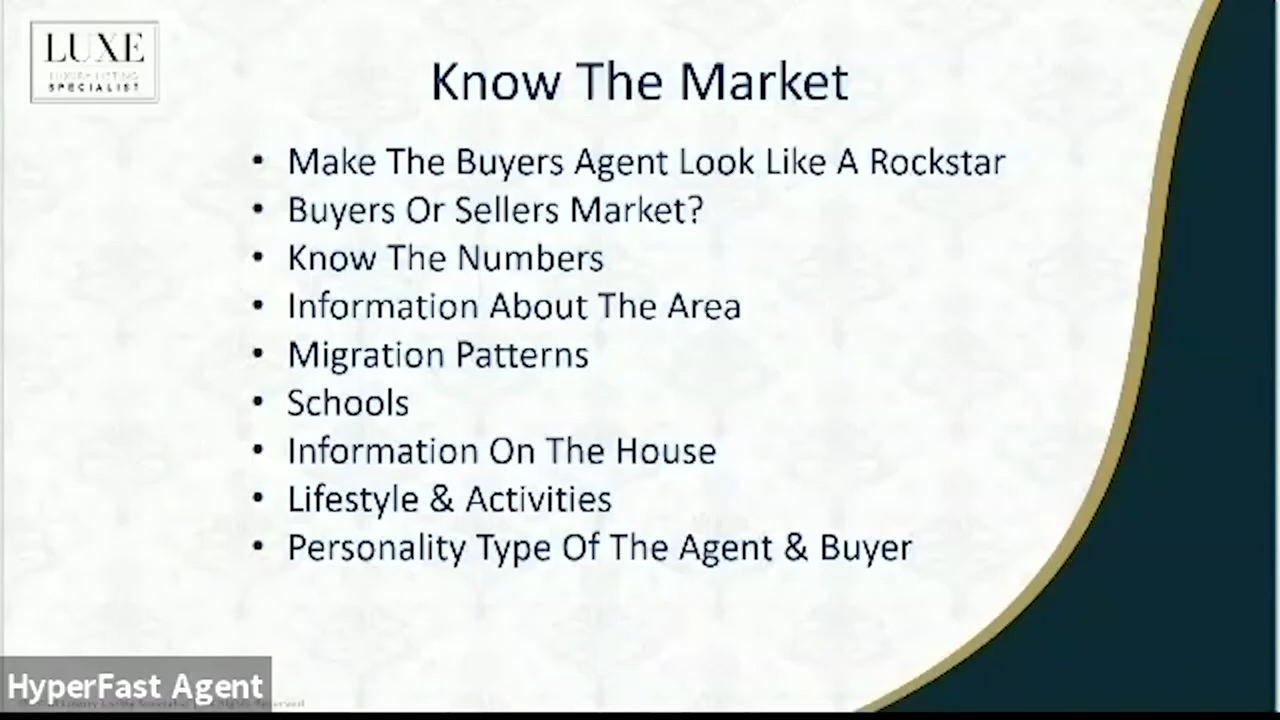 LUXE
LUXURY LISTING
SPECIALIST
Know The Market
• Make The Buyers Agent Look Like A Rockstar
• Buyers Or Sellers Market?
• Know The Numbers
• Information About The Area
• Migration Patterns
• Schools
• Information On The House
• Lifestyle & Activities
• Personality Type Of The Agent & Buyer
HyperFast Agent